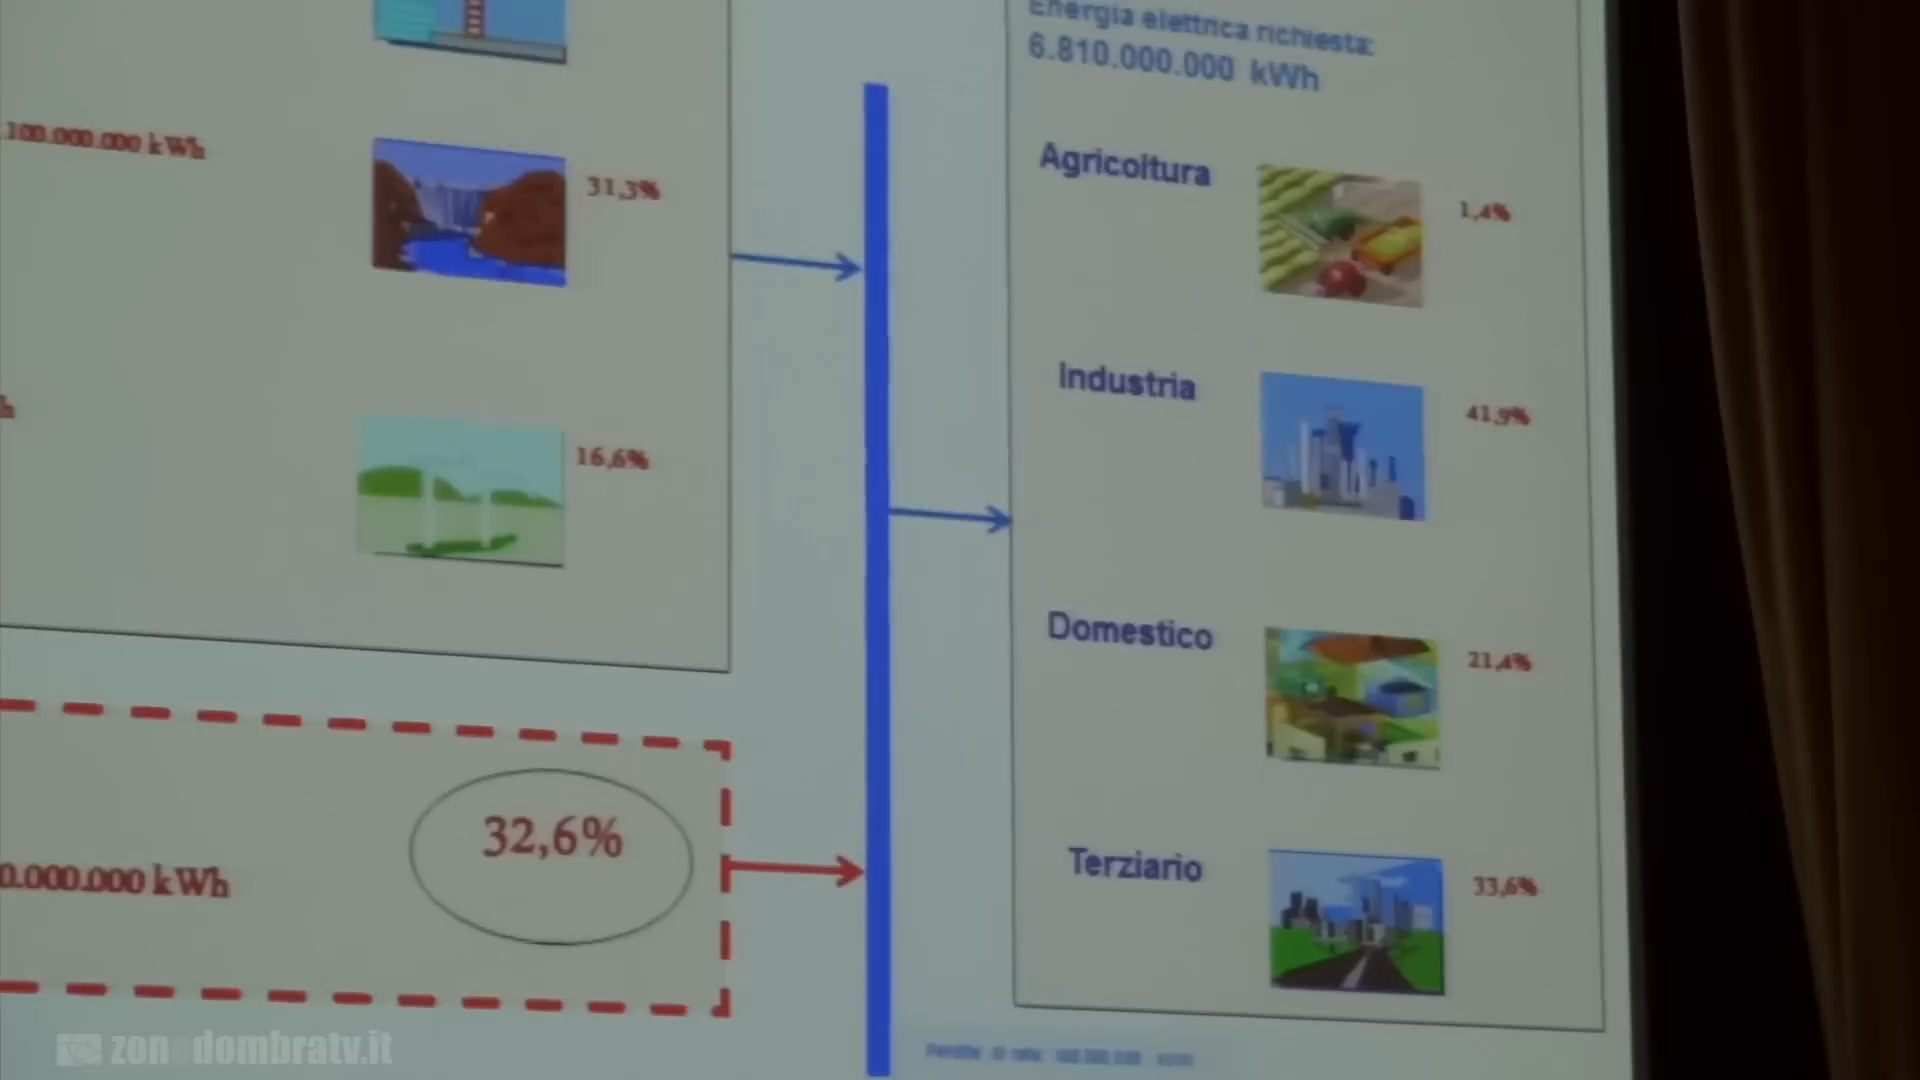 Energia elettrica richiesta:
6.810.000.000 kWh
.100.000.000 kWh
31,3%
16,6%
32,6%
0.000.000 kWh
Agricoltura
1,4%
Industria
41,9%
Domestico
21,4%
Terziario
33,6%
zonadombratv.it